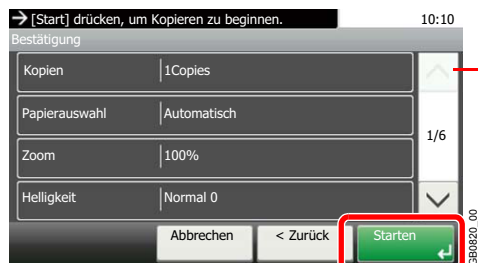 [Start] drücken, um Kopieren zu beginnen. 10:10
Bestätigung
Kopien 1Copies
Papierauswahl Automatisch
1/6
Zoom 100%
Helligkeit Normal 0
Abbrechen < Zurück Starten
GB0820_00